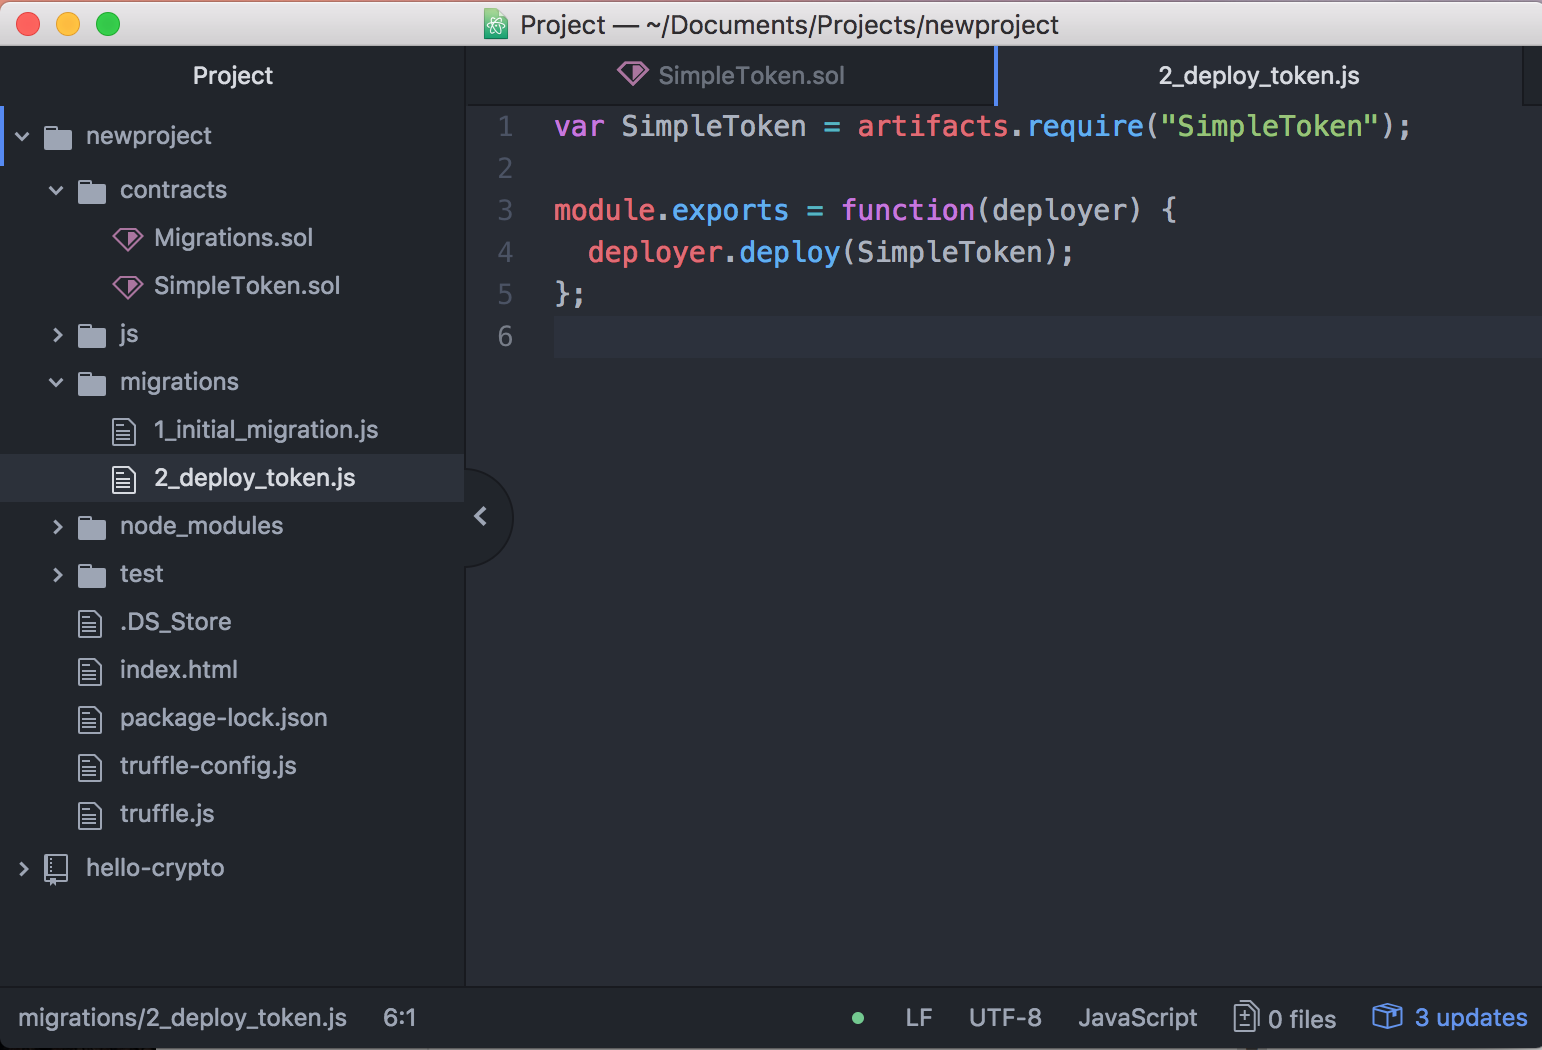 Project — ~/Documents/Projects/newproject
Project
newproject
contracts
Migrations.sol
SimpleToken.sol
js
migrations
1_initial_migration.js
2_deploy_token.js
node_modules
test
.DS_Store
index.html
package-lock.json
truffle-config.js
truffle.js
hello-crypto
SimpleToken.sol
2_deploy_token.js
1 var SimpleToken = artifacts.require("SimpleToken");
2
3 module.exports = function(deployer) {
4   deployer.deploy(SimpleToken);
5 };
6
migrations/2_deploy_token.js 6:1 LF UTF-8 JavaScript 0 files 3 updates